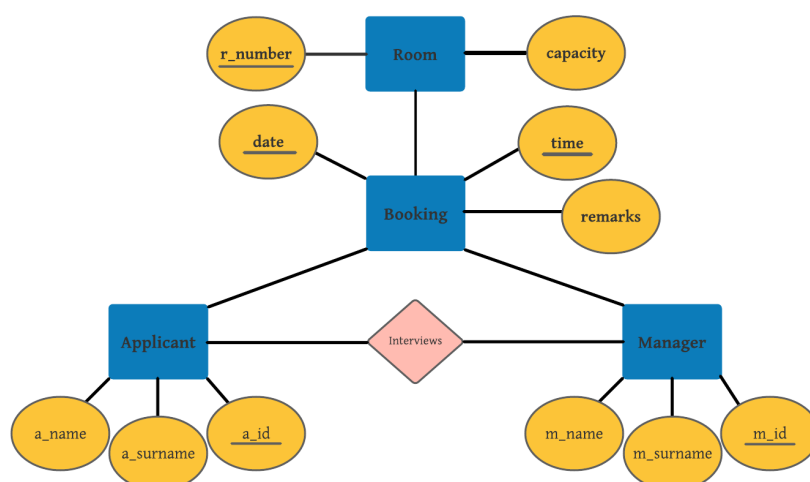 r_number
Room
capacity
date
time
Booking
remarks
Applicant
Interviews
Manager
a_name
a_surname
a_id
m_name
m_surname
m_id